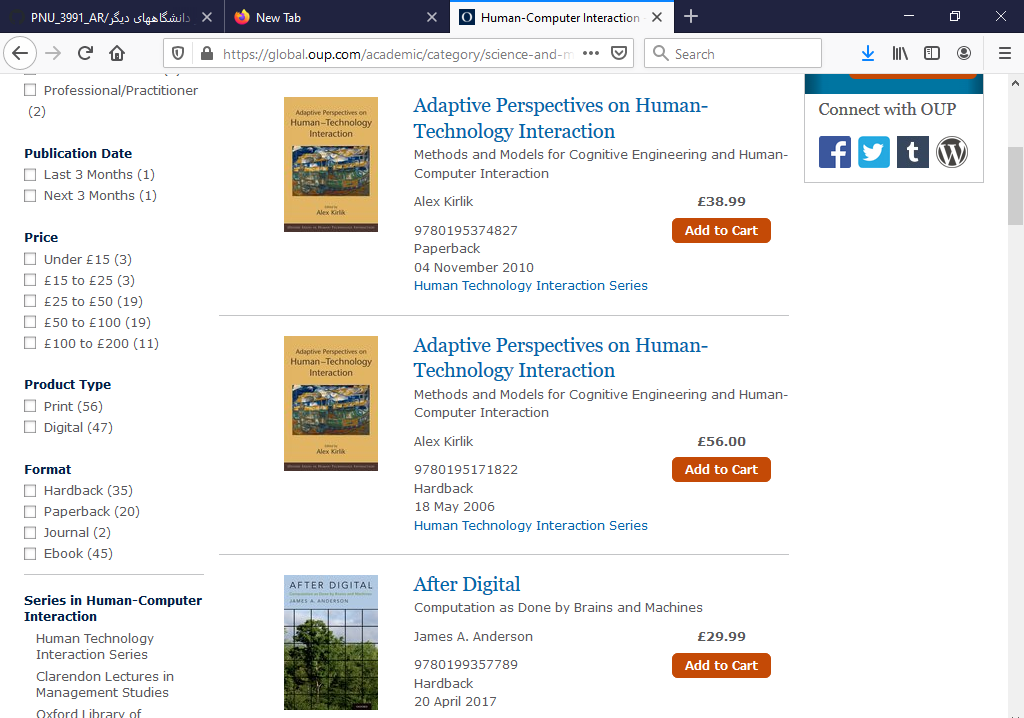 PNU_3991_AR/دانشگاههای دیگر
New Tab
Human-Computer Interaction
https://global.oup.com/academic/category/science-and-m
Search
Professional/Practitioner
(2)
Publication Date
Last 3 Months (1)
Next 3 Months (1)
Price
Under £15 (3)
£15 to £25 (3)
£25 to £50 (19)
£50 to £100 (19)
£100 to £200 (11)
Product Type
Print (56)
Digital (47)
Format
Hardback (35)
Paperback (20)
Journal (2)
Ebook (45)
Series in Human-Computer
Interaction
Human Technology
Interaction Series
Clarendon Lectures in
Management Studies
Oxford Library of
Adaptive Perspectives on
Human-Technology
Interaction
Edited by
Alex Kirlik
Adaptive Perspectives on Human-
Technology Interaction
Methods and Models for Cognitive Engineering and Human-
Computer Interaction
Alex Kirlik
£38.99
9780195374827
Add to Cart
Paperback
04 November 2010
Human Technology Interaction Series
Adaptive Perspectives on
Human-Technology
Interaction
Edited by
Alex Kirlik
Adaptive Perspectives on Human-
Technology Interaction
Methods and Models for Cognitive Engineering and Human-
Computer Interaction
Alex Kirlik
£56.00
9780195171822
Add to Cart
Hardback
18 May 2006
Human Technology Interaction Series
AFTER DIGITAL
Computation as Done by Brains and Machines
JAMES A. ANDERSON
After Digital
Computation as Done by Brains and Machines
James A. Anderson
£29.99
9780199357789
Add to Cart
Hardback
20 April 2017
Connect with OUP